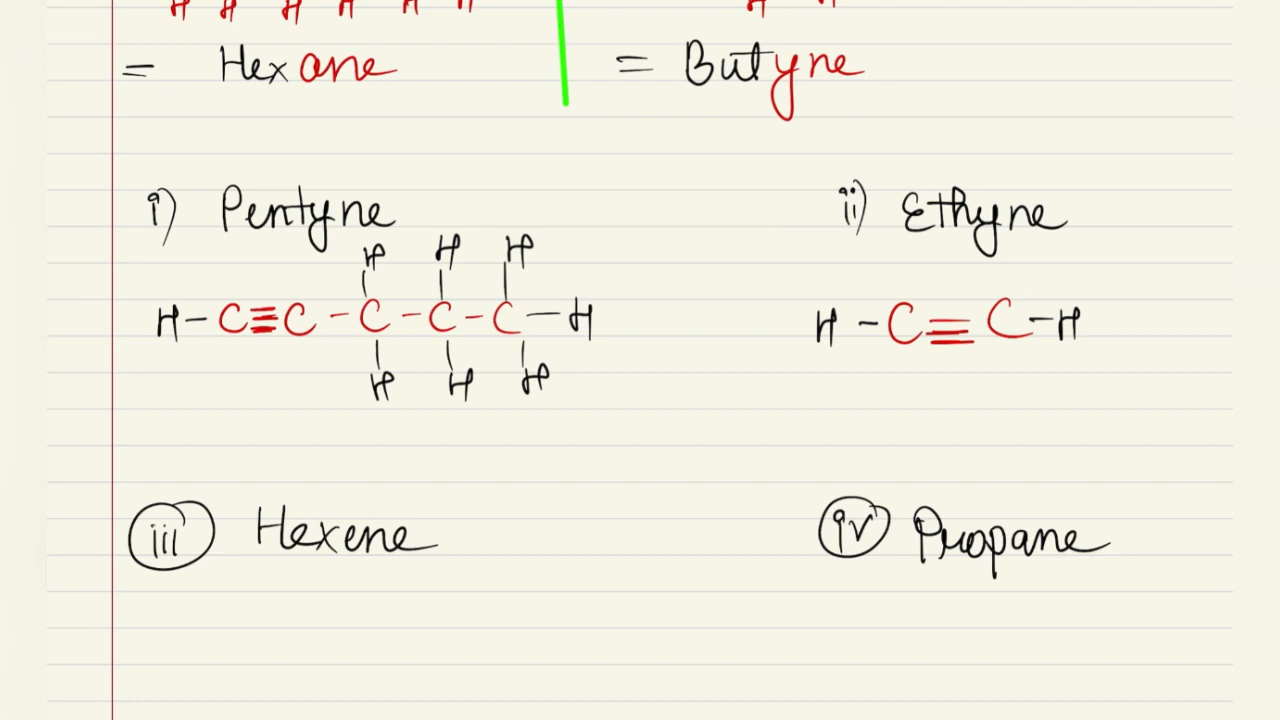 H H H H H H H H
= Hexane = Butyne
i) Pentyne ii) Ethyne
H H H
H-C≡C-C-C-C-H H-C≡C-H
H H H
iii Hexene iv Propane